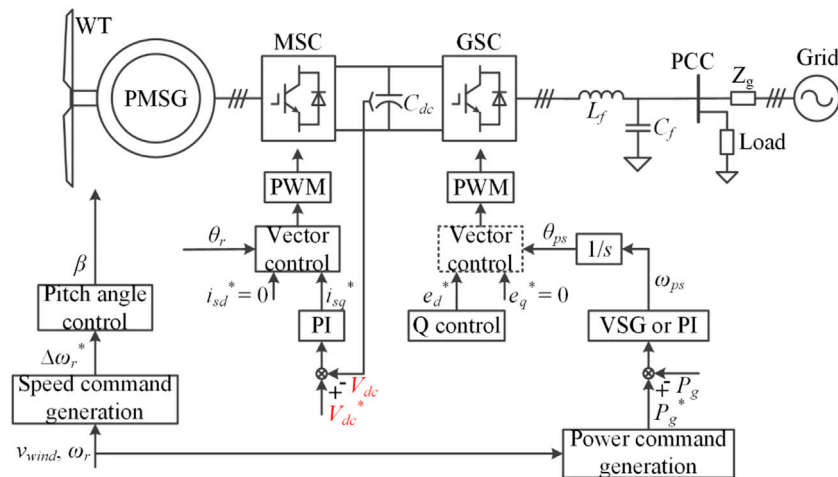 WT
MSC
GSC
PCC
Grid
PMSG
C_dc
L_f
C_f
Z_g
Load
PWM
PWM
θ_r
Vector control
Vector control
θ_ps
1/s
β
i_sd* = 0
i_sq*
e_d*
e_q* = 0
ω_ps
Pitch angle control
PI
Q control
VSG or PI
Δω_r*
Speed command generation
+
-
V_dc
V_dc*
+
-
P_g
P_g*
v_wind, ω_r
Power command generation